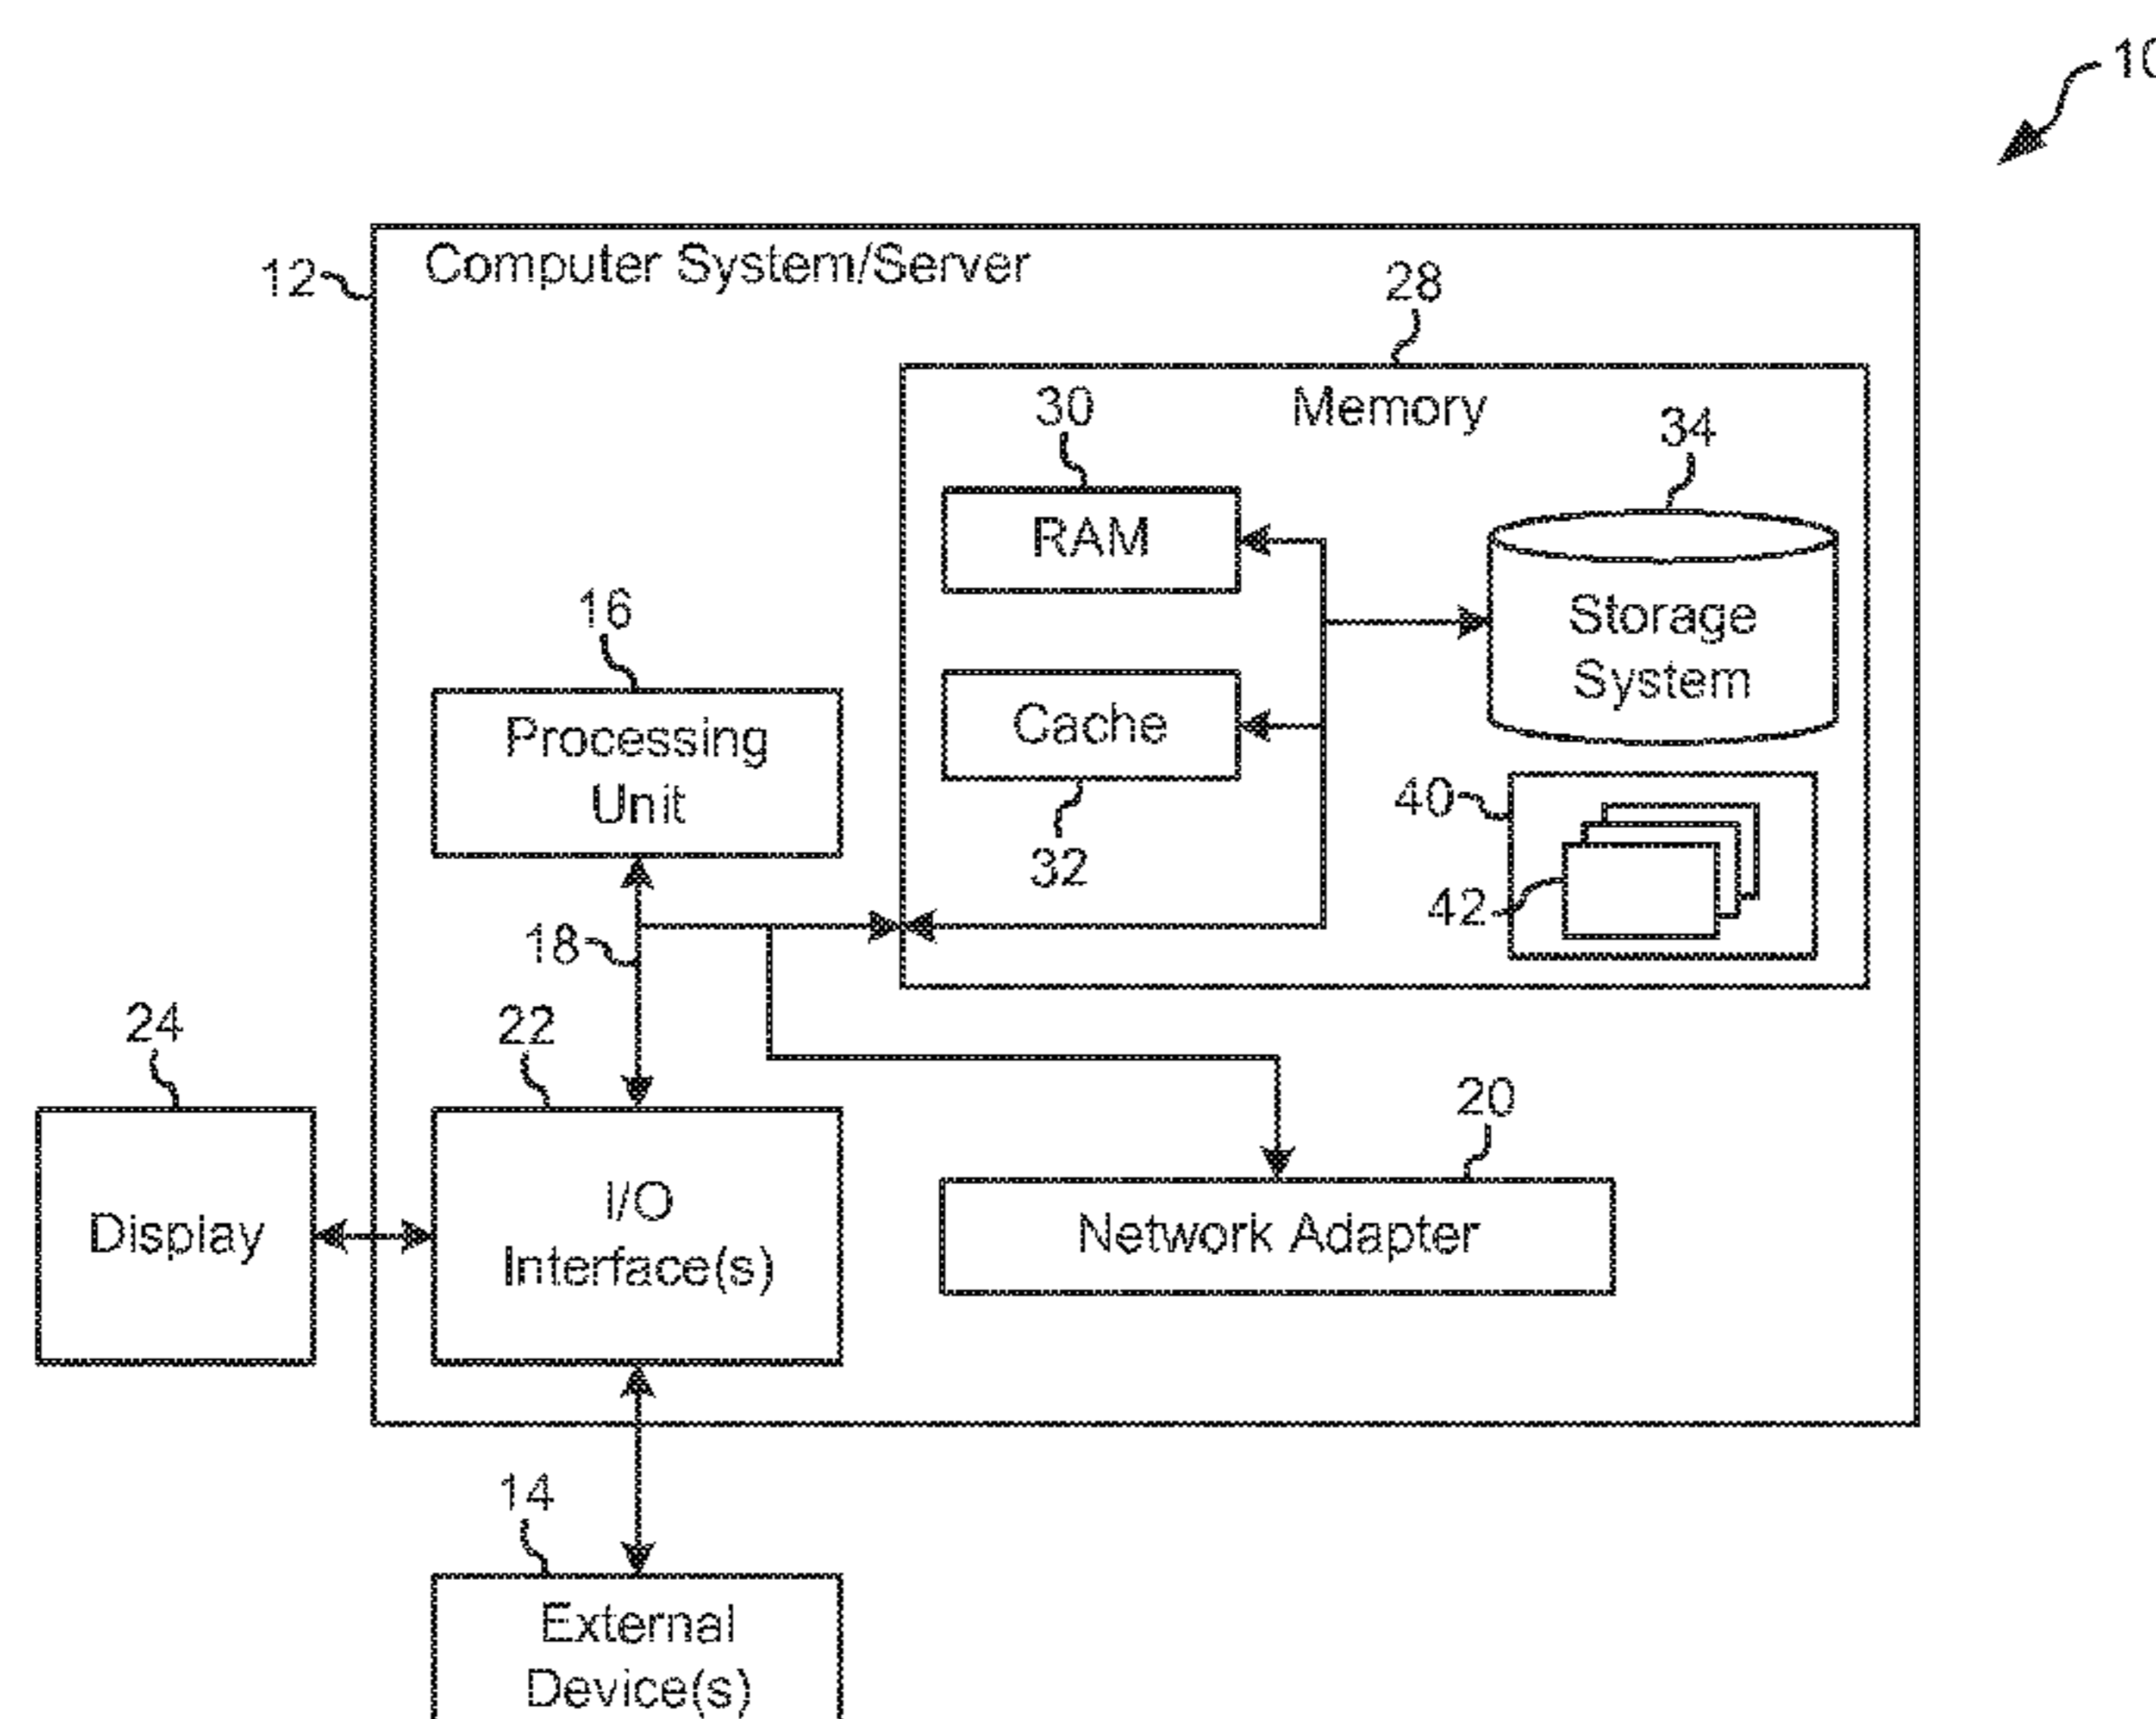 10
12
Computer System/Server
28
Memory
30
34
RAM
Storage
System
16
Processing
Unit
Cache
32
40
42
18
22
24
20
Display
I/O
Interface(s)
Network Adapter
14
External
Device(s)